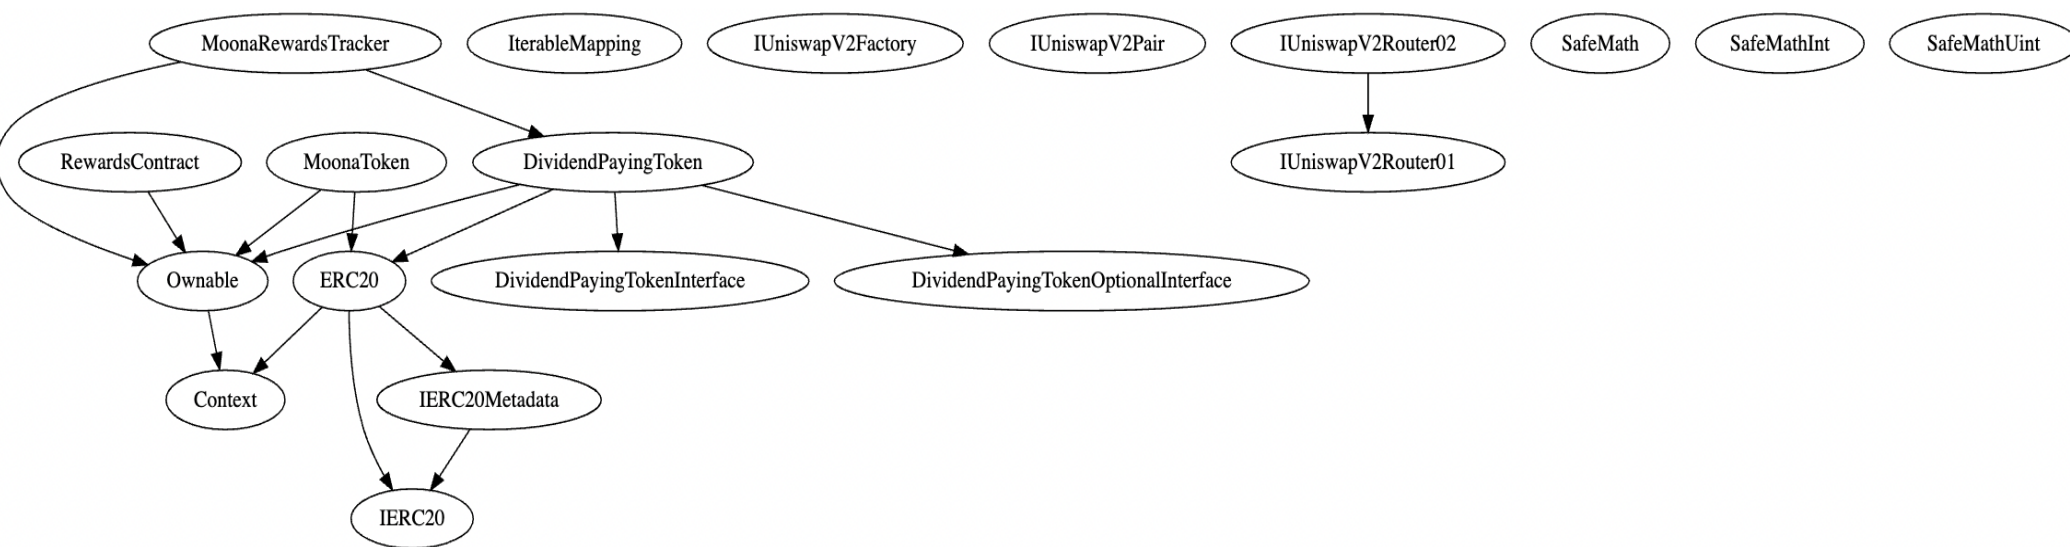 MoonaRewardsTracker
IterableMapping
IUniswapV2Factory
IUniswapV2Pair
IUniswapV2Router02
SafeMath
SafeMathInt
SafeMathUint
RewardsContract
MoonaToken
DividendPayingToken
IUniswapV2Router01
Ownable
ERC20
DividendPayingTokenInterface
DividendPayingTokenOptionalInterface
Context
IERC20Metadata
IERC20